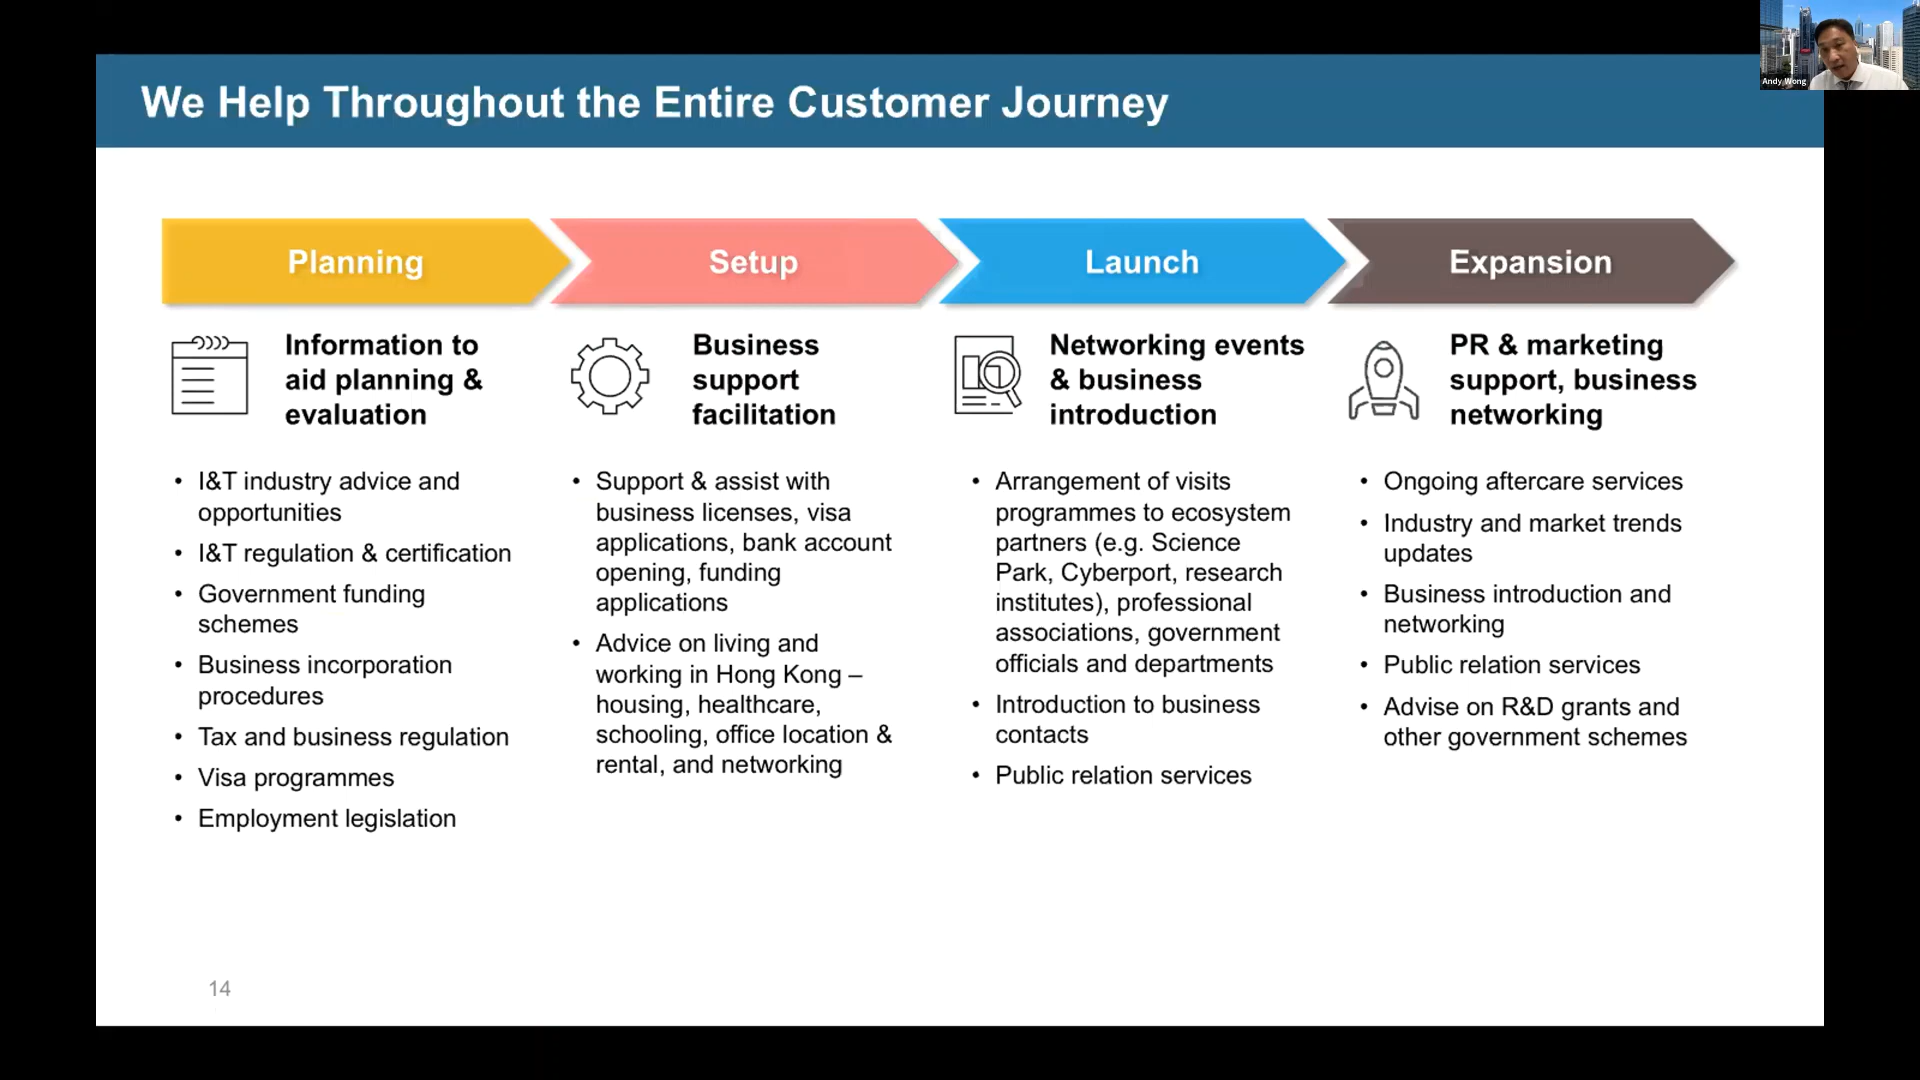 Andy Wong
We Help Throughout the Entire Customer Journey
Planning
Setup
Launch
Expansion
Information to
aid planning &
evaluation
Business
support
facilitation
Networking events
& business
introduction
PR & marketing
support, business
networking
• I&T industry advice and
opportunities
• I&T regulation & certification
• Government funding
schemes
• Business incorporation
procedures
• Tax and business regulation
• Visa programmes
• Employment legislation
• Support & assist with
business licenses, visa
applications, bank account
opening, funding
applications
• Advice on living and
working in Hong Kong –
housing, healthcare,
schooling, office location &
rental, and networking
• Arrangement of visits
programmes to ecosystem
partners (e.g. Science
Park, Cyberport, research
institutes), professional
associations, government
officials and departments
• Introduction to business
contacts
• Public relation services
• Ongoing aftercare services
• Industry and market trends
updates
• Business introduction and
networking
• Public relation services
• Advise on R&D grants and
other government schemes
14